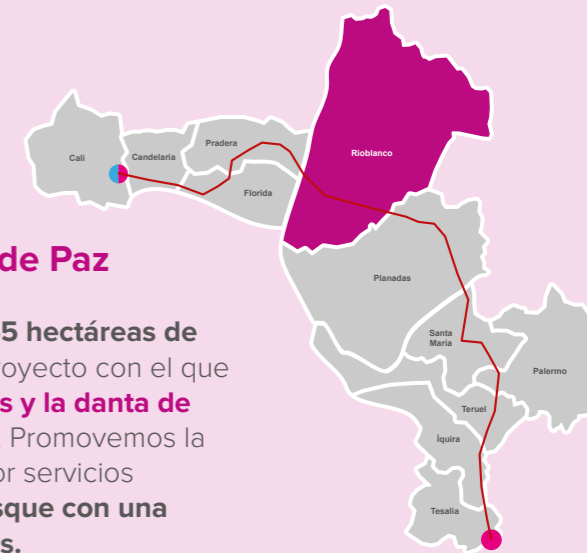 Cali
Candelaria
Pradera
Florida
Rioblanco
Planadas
Santa
María
Palermo
Teruel
Íquira
Tesalia
de Paz
5 hectáreas de
royecto con el que
s y la danta de
. Promovemos la
or servicios
sque con una
s.